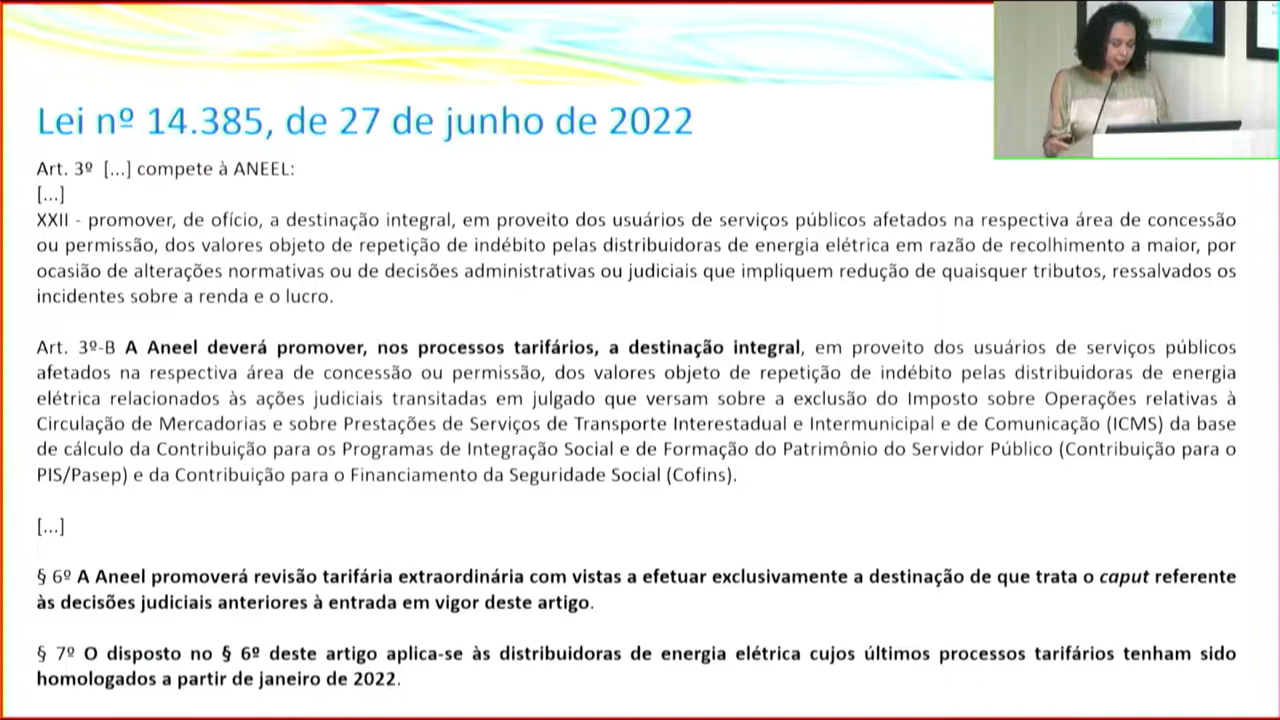 Lei nº 14.385, de 27 de junho de 2022
Art. 3º [...] compete à ANEEL:
[...]
XXII - promover, de ofício, a destinação integral, em proveito dos usuários de serviços públicos afetados na respectiva área de concessão
ou permissão, dos valores objeto de repetição de indébito pelas distribuidoras de energia elétrica em razão de recolhimento a maior, por
ocasião de alterações normativas ou de decisões administrativas ou judiciais que impliquem redução de quaisquer tributos, ressalvados os
incidentes sobre a renda e o lucro.
Art. 3º-B A Aneel deverá promover, nos processos tarifários, a destinação integral, em proveito dos usuários de serviços públicos
afetados na respectiva área de concessão ou permissão, dos valores objeto de repetição de indébito pelas distribuidoras de energia
elétrica relacionados às ações judiciais transitadas em julgado que versam sobre a exclusão do Imposto sobre Operações relativas à
Circulação de Mercadorias e sobre Prestações de Serviços de Transporte Interestadual e Intermunicipal e de Comunicação (ICMS) da base
de cálculo da Contribuição para os Programas de Integração Social e de Formação do Patrimônio do Servidor Público (Contribuição para o
PIS/Pasep) e da Contribuição para o Financiamento da Seguridade Social (Cofins).
[...]
§ 6º A Aneel promoverá revisão tarifária extraordinária com vistas a efetuar exclusivamente a destinação de que trata o caput referente
às decisões judiciais anteriores à entrada em vigor deste artigo.
§ 7º O disposto no § 6º deste artigo aplica-se às distribuidoras de energia elétrica cujos últimos processos tarifários tenham sido
homologados a partir de janeiro de 2022.